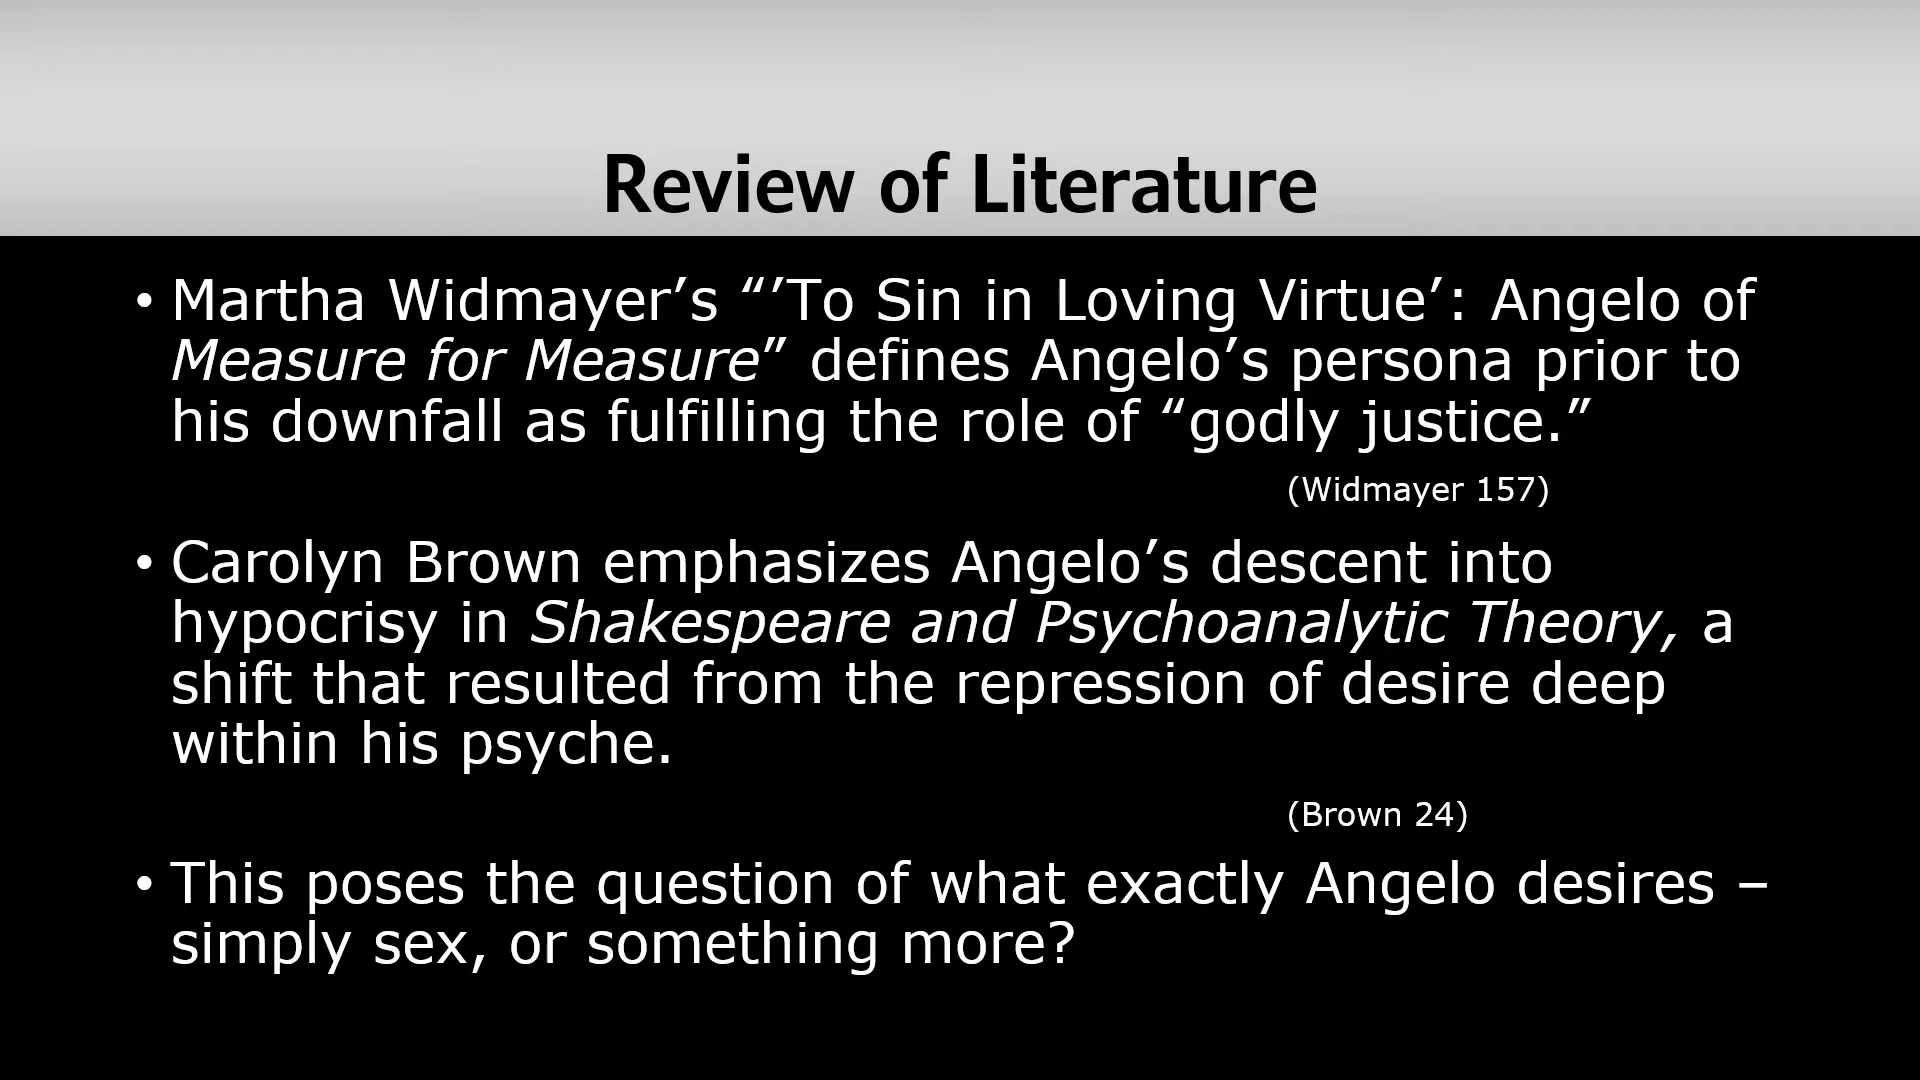 Review of Literature
• Martha Widmayer’s “’To Sin in Loving Virtue’: Angelo of
Measure for Measure” defines Angelo’s persona prior to
his downfall as fulfilling the role of “godly justice.”
(Widmayer 157)
• Carolyn Brown emphasizes Angelo’s descent into
hypocrisy in Shakespeare and Psychoanalytic Theory, a
shift that resulted from the repression of desire deep
within his psyche.
(Brown 24)
• This poses the question of what exactly Angelo desires –
simply sex, or something more?